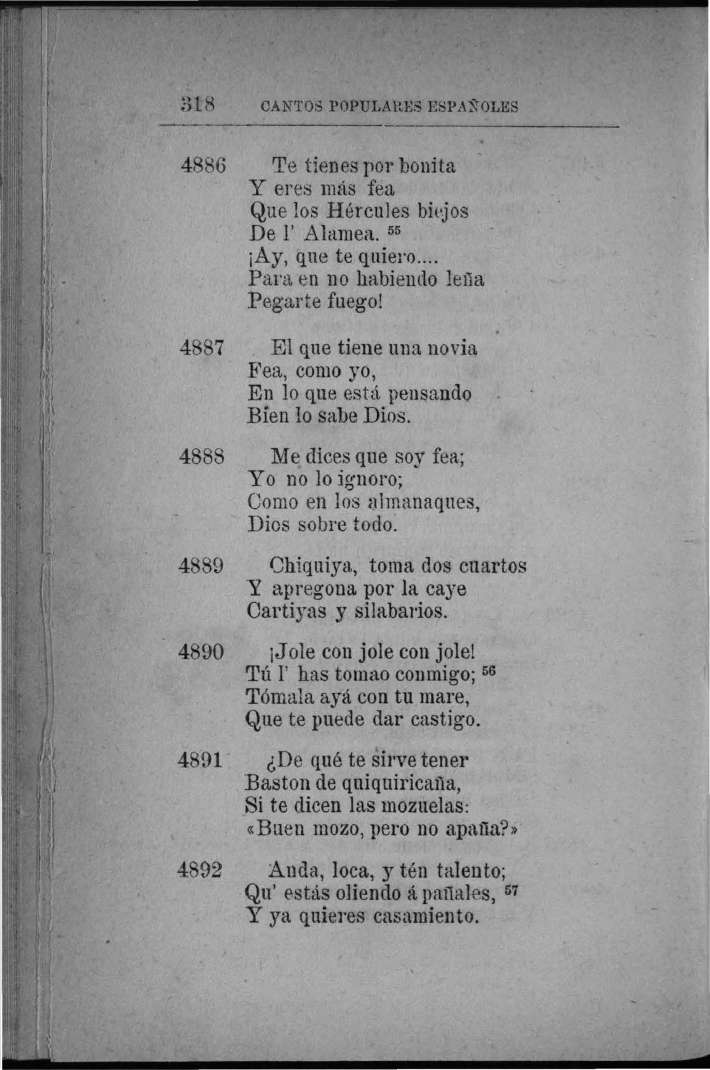 318 CANTOS POPULARES ESPAÑOLES
4886 Te tienes por bonita
Y eres más fea
Que los Hércules biejos
De l' Alamea. 55
¡Ay, que te quiero....
Para en no habiendo leña
Pegarte fuego!
4887 El que tiene una novia
Fea, como yo,
En lo que está pensando
Bien lo sabe Dios.
4888 Me dices que soy fea;
Yo no lo ignoro;
Como en los almanaques,
Dios sobre todo.
4889 Chiquiya, toma dos cuartos
Y apregona por la caye
Cartiyas y silabarios.
4890 ¡Jole con jole con jole!
Tú l' has tomao conmigo; 56
Tómala ayá con tu mare,
Que te puede dar castigo.
4891 ¿De qué te sirve tener
Baston de quiquiricaña,
Si te dicen las mozuelas:
«Buen mozo, pero no apaña?»
4892 Anda, loca, y tén talento;
Qu' estás oliendo á pañales, 57
Y ya quieres casamiento.